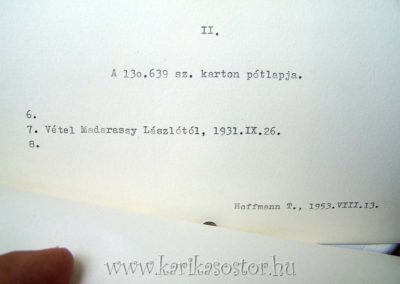 II.
A 13o.639 sz. karton pótlapja.
6.
7. Vétel Madarassy Lászlótól, 1931.IX.26.
8.
Hoffmann T., 1953.VIII.13.
www.karikasostor.hu